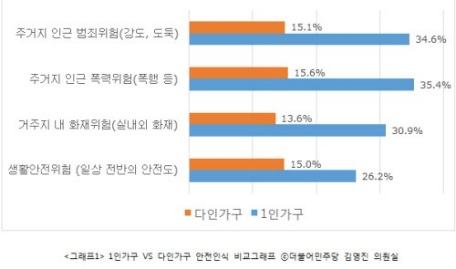 주거지 인근 범죄위험(강도, 도둑)
15.1%
34.6%
주거지 인근 폭력위험(폭행 등)
15.6%
35.4%
거주지 내 화재위험(실내외 화재)
13.6%
30.9%
생활안전위험 (일상 전반의 안전도)
15.0%
26.2%
다인가구 1인가구
<그래프1> 1인가구 VS 다인가구 안전인식 비교그래프 ⓒ더불어민주당 김영진 의원실